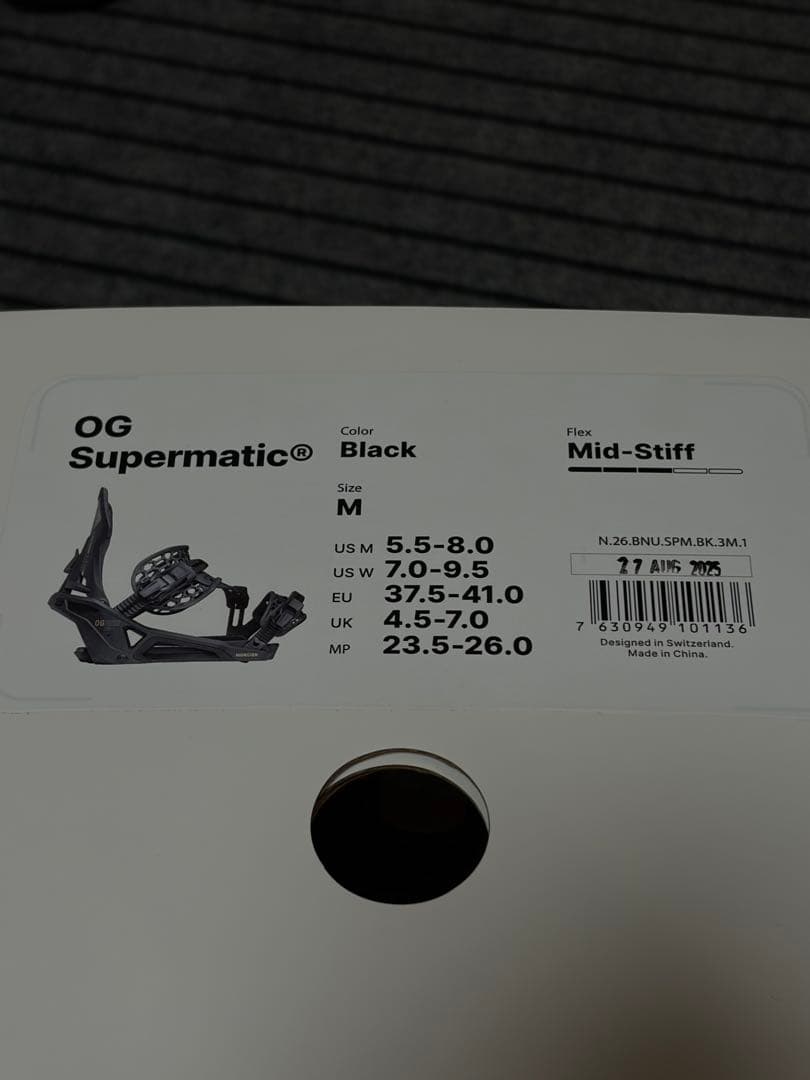 OG
Supermatic®
Color
Black
Size
M
US M 5.5-8.0
US W 7.0-9.5
EU 37.5-41.0
UK 4.5-7.0
MP 23.5-26.0
Flex
Mid-Stiff
N.26.BNU.SPM.BK.3M.1
27 AUG 2025
7 630949 101136
Designed in Switzerland.
Made in China.
OG